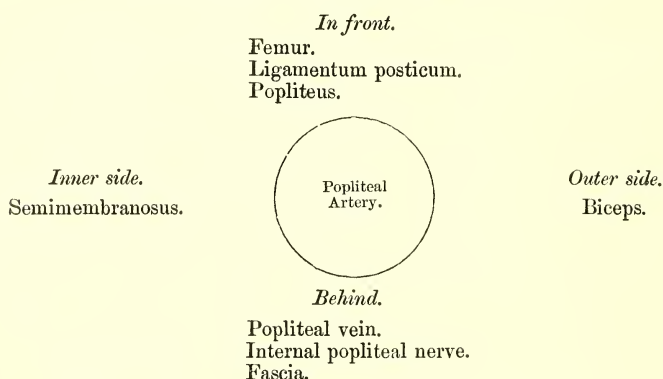 In front.
Femur.
Ligamentum posticum.
Popliteus.
Inner side.
Semimembranosus.
Popliteal
Artery.
Outer side.
Biceps.
Behind.
Popliteal vein.
Internal popliteal nerve.
Fascia.